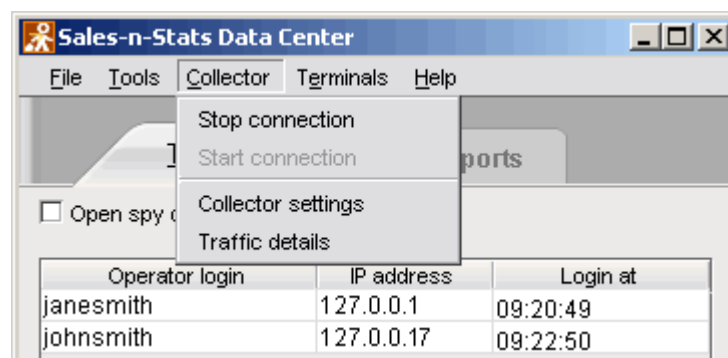 Sales-n-Stats Data Center
File Tools Collector Terminals Help
Stop connection
Start connection
Collector settings
Traffic details
Open spy
Operator login IP address Login at
janesmith 127.0.0.1 09:20:49
johnsmith 127.0.0.17 09:22:50